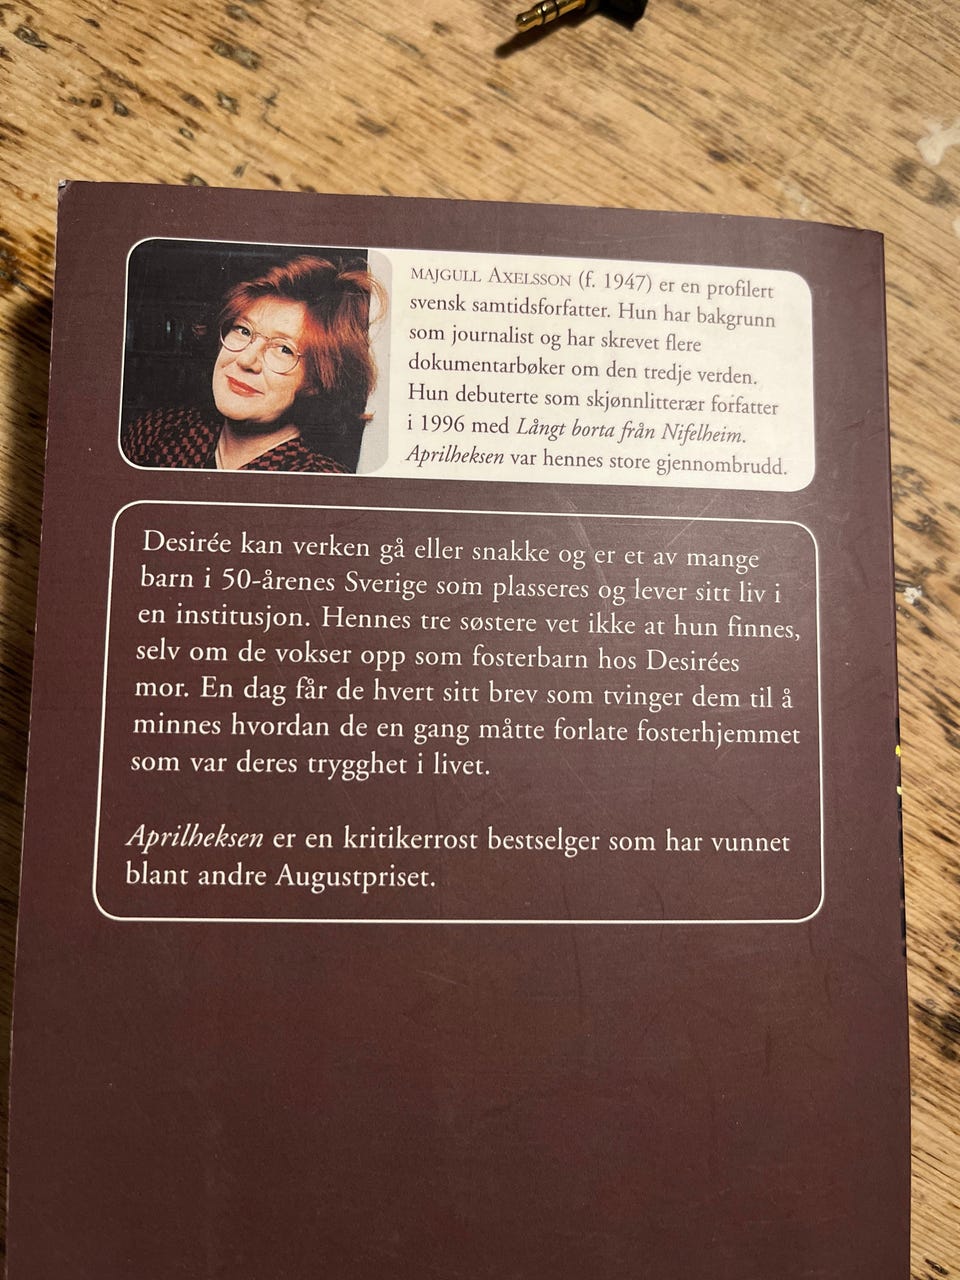 MAJGULL AXELSSON (f. 1947) er en profilert
svensk samtidsforfatter. Hun har bakgrunn
som journalist og har skrevet flere
dokumentarbøker om den tredje verden.
Hun debuterte som skjønnlitterær forfatter
i 1996 med Långt borta från Nifelheim.
Aprilheksen var hennes store gjennombrudd.
Desirée kan verken gå eller snakke og er et av mange
barn i 50-årenes Sverige som plasseres og lever sitt liv i
en institusjon. Hennes tre søstere vet ikke at hun finnes,
selv om de vokser opp som fosterbarn hos Desirées
mor. En dag får de hvert sitt brev som tvinger dem til å
minnes hvordan de en gang måtte forlate fosterhjemmet
som var deres trygghet i livet.
Aprilheksen er en kritikerrost bestselger som har vunnet
blant andre Augustpriset.